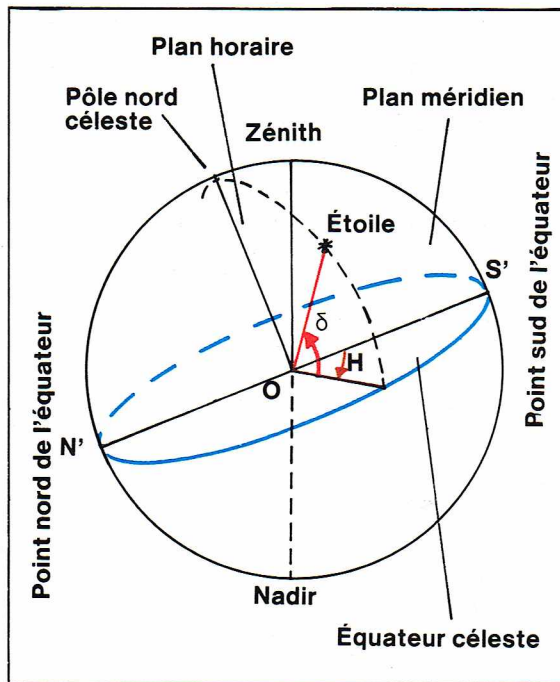 Plan horaire
Pôle nord
céleste
Plan méridien
Zénith
Étoile
S'
Point sud de l'équateur
δ
H
O
N'
Point nord de l'équateur
Nadir
Équateur céleste